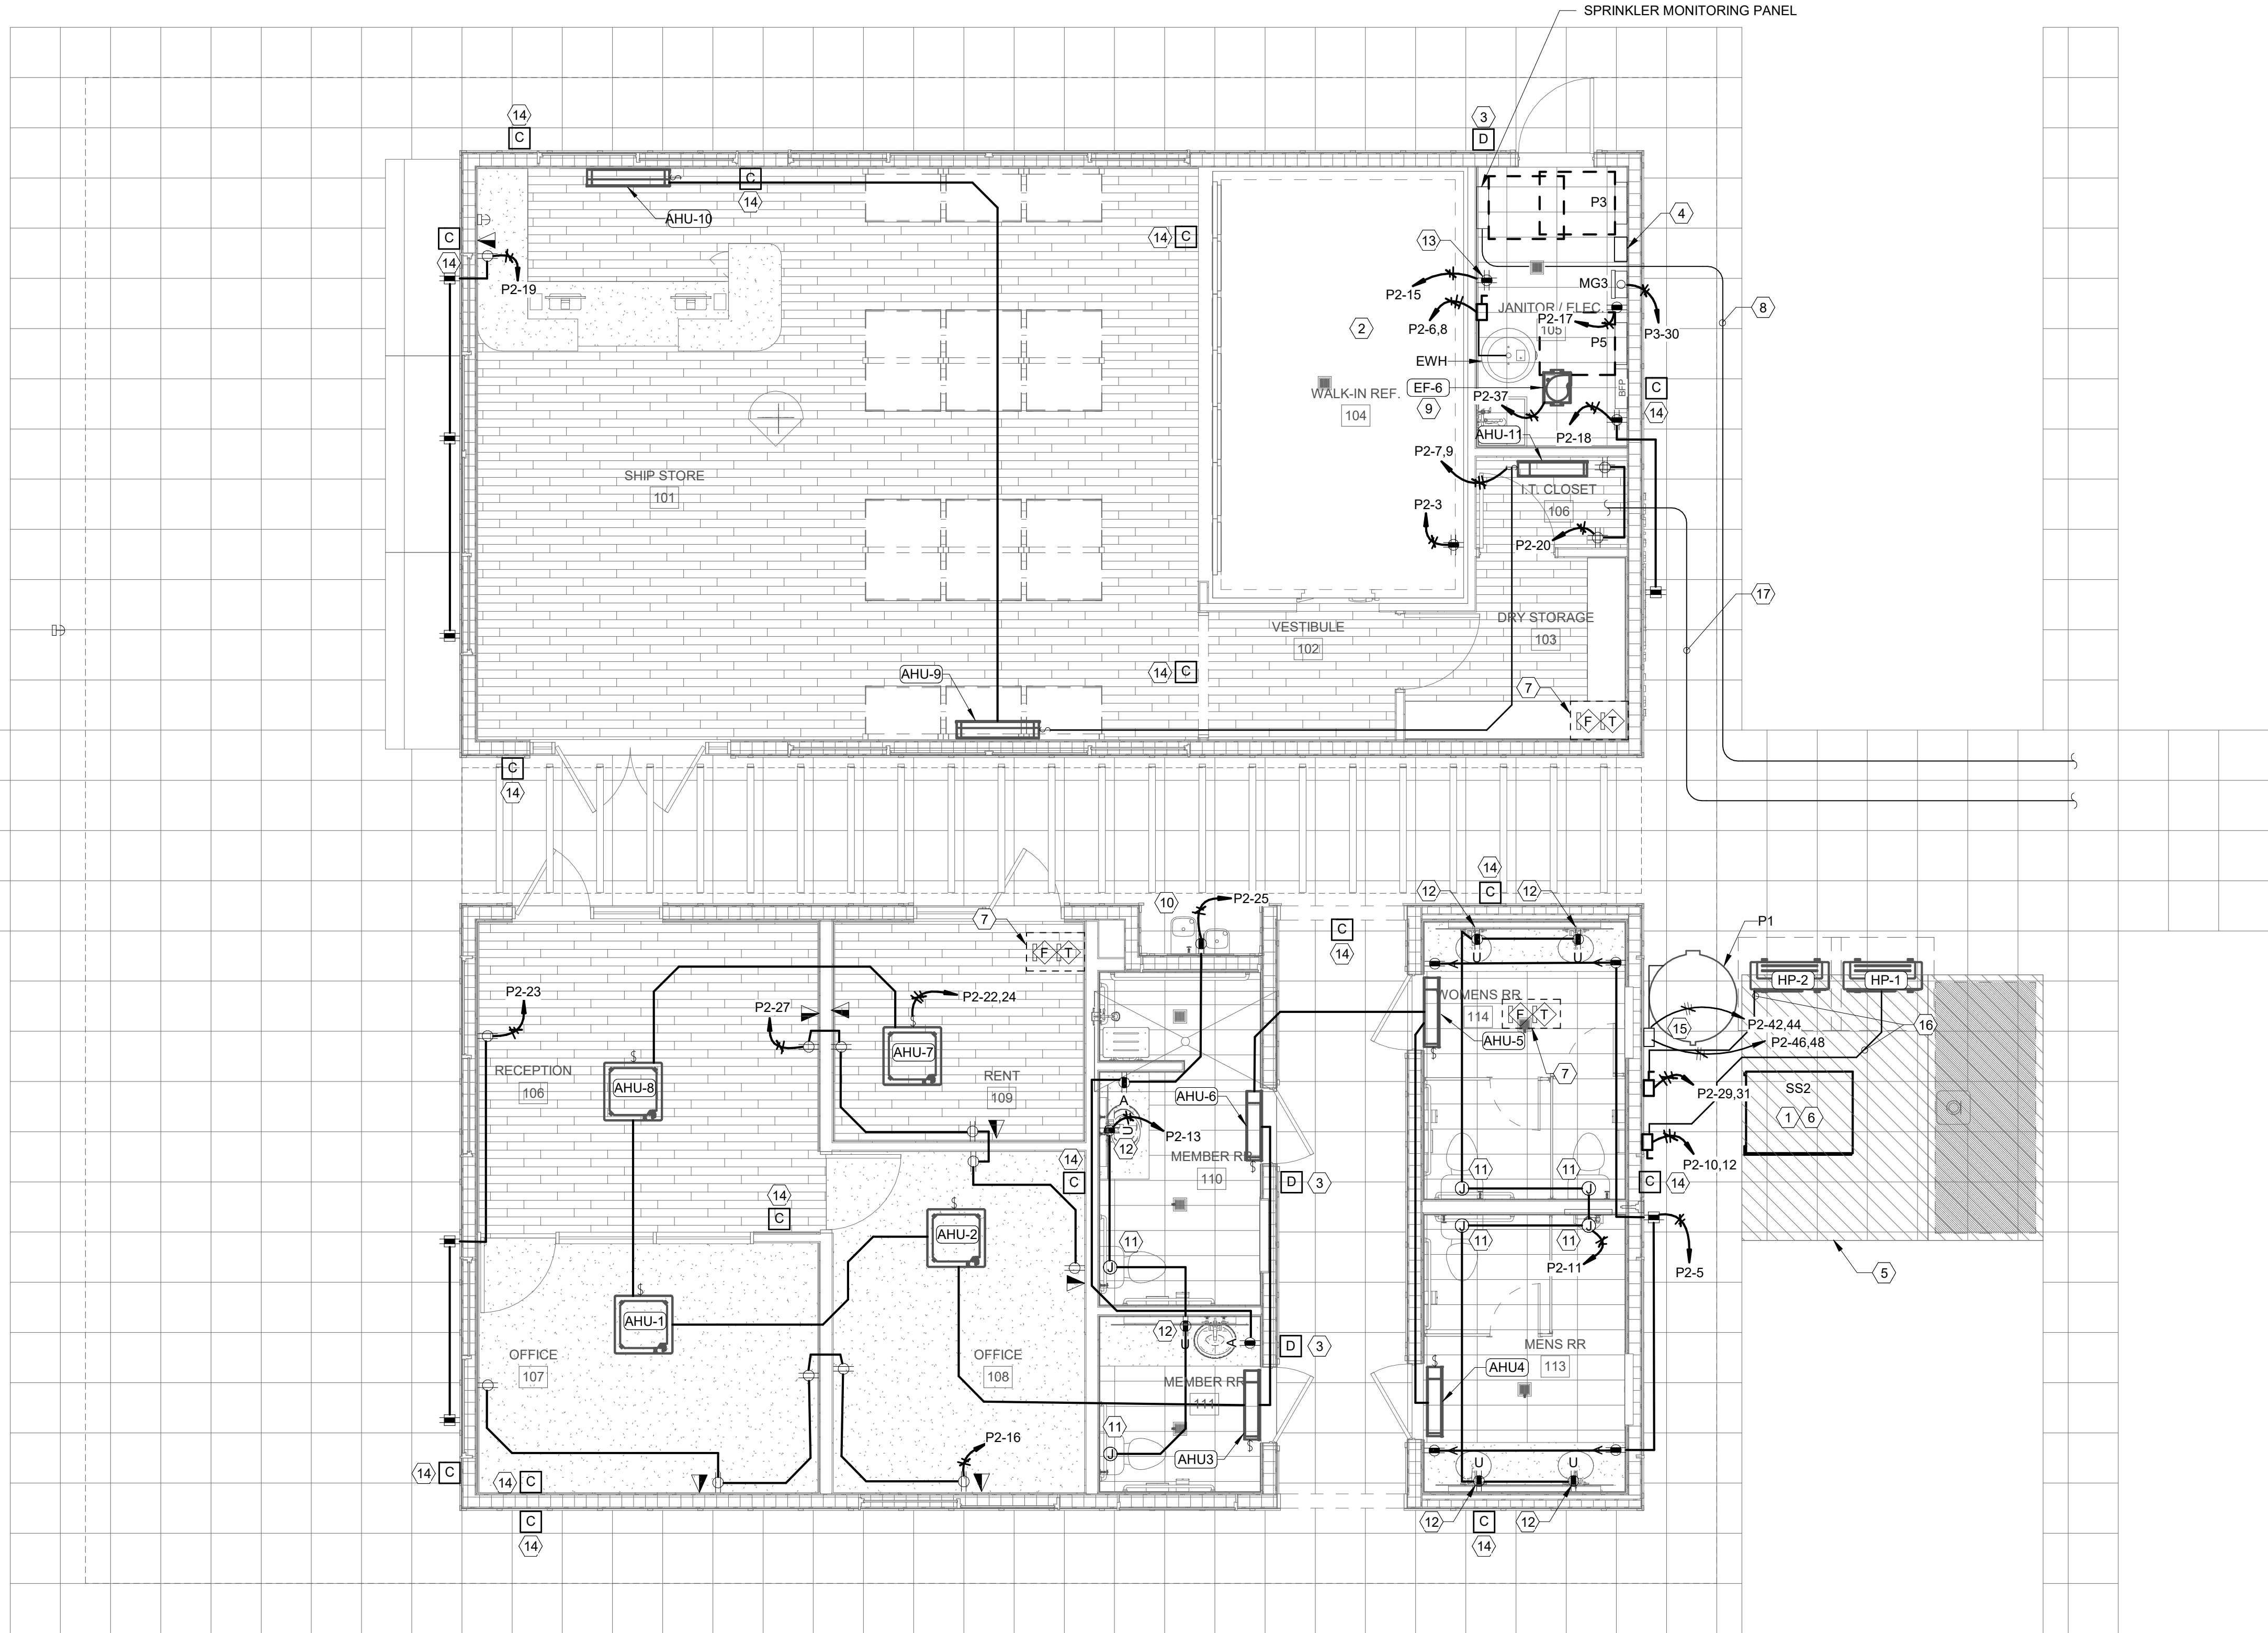 SPRINKLER MONITORING PANEL
14
C
3
D
C
14
AHU-10
P3
4
C
14
14
C
13
P2-19
P2-15
MG3
JANITOR / ELEC.
105
P2-6,8
P2-17
P3-30
8
2
P5
EWH
WALK-IN REF.
104
EF-6
9
BFP
C
14
P2-37
P2-18
AHU-11
P2-7,9
SHIP STORE
101
I.T. CLOSET
106
P2-3
P2-20
17
VESTIBULE
102
DRY STORAGE
103
14
C
AHU-9
7
F
T
C
14
14
C
12
12
10
P2-25
7
F
T
C
14
P1
U
U
HP-2
HP-1
P2-23
P2-27
P2-22,24
WOMENS RR
114
F
T
AHU-5
7
15
P2-42,44
P2-46,48
16
AHU-7
RECEPTION
106
AHU-8
RENT
109
AHU-6
A
U
12
P2-13
P2-29,31
SS2
1
6
MEMBER RR
110
P2-10,12
14
C
D
3
11
11
C
14
J
J
14
C
AHU-2
11
J
J
J
11
11
P2-11
P2-5
5
AHU-1
12
U
A
D
3
OFFICE
107
OFFICE
108
MENS RR
113
AHU4
MEMBER RR
111
11
J
AHU3
P2-16
14
C
14
C
U
U
C
14
12
C
14
12